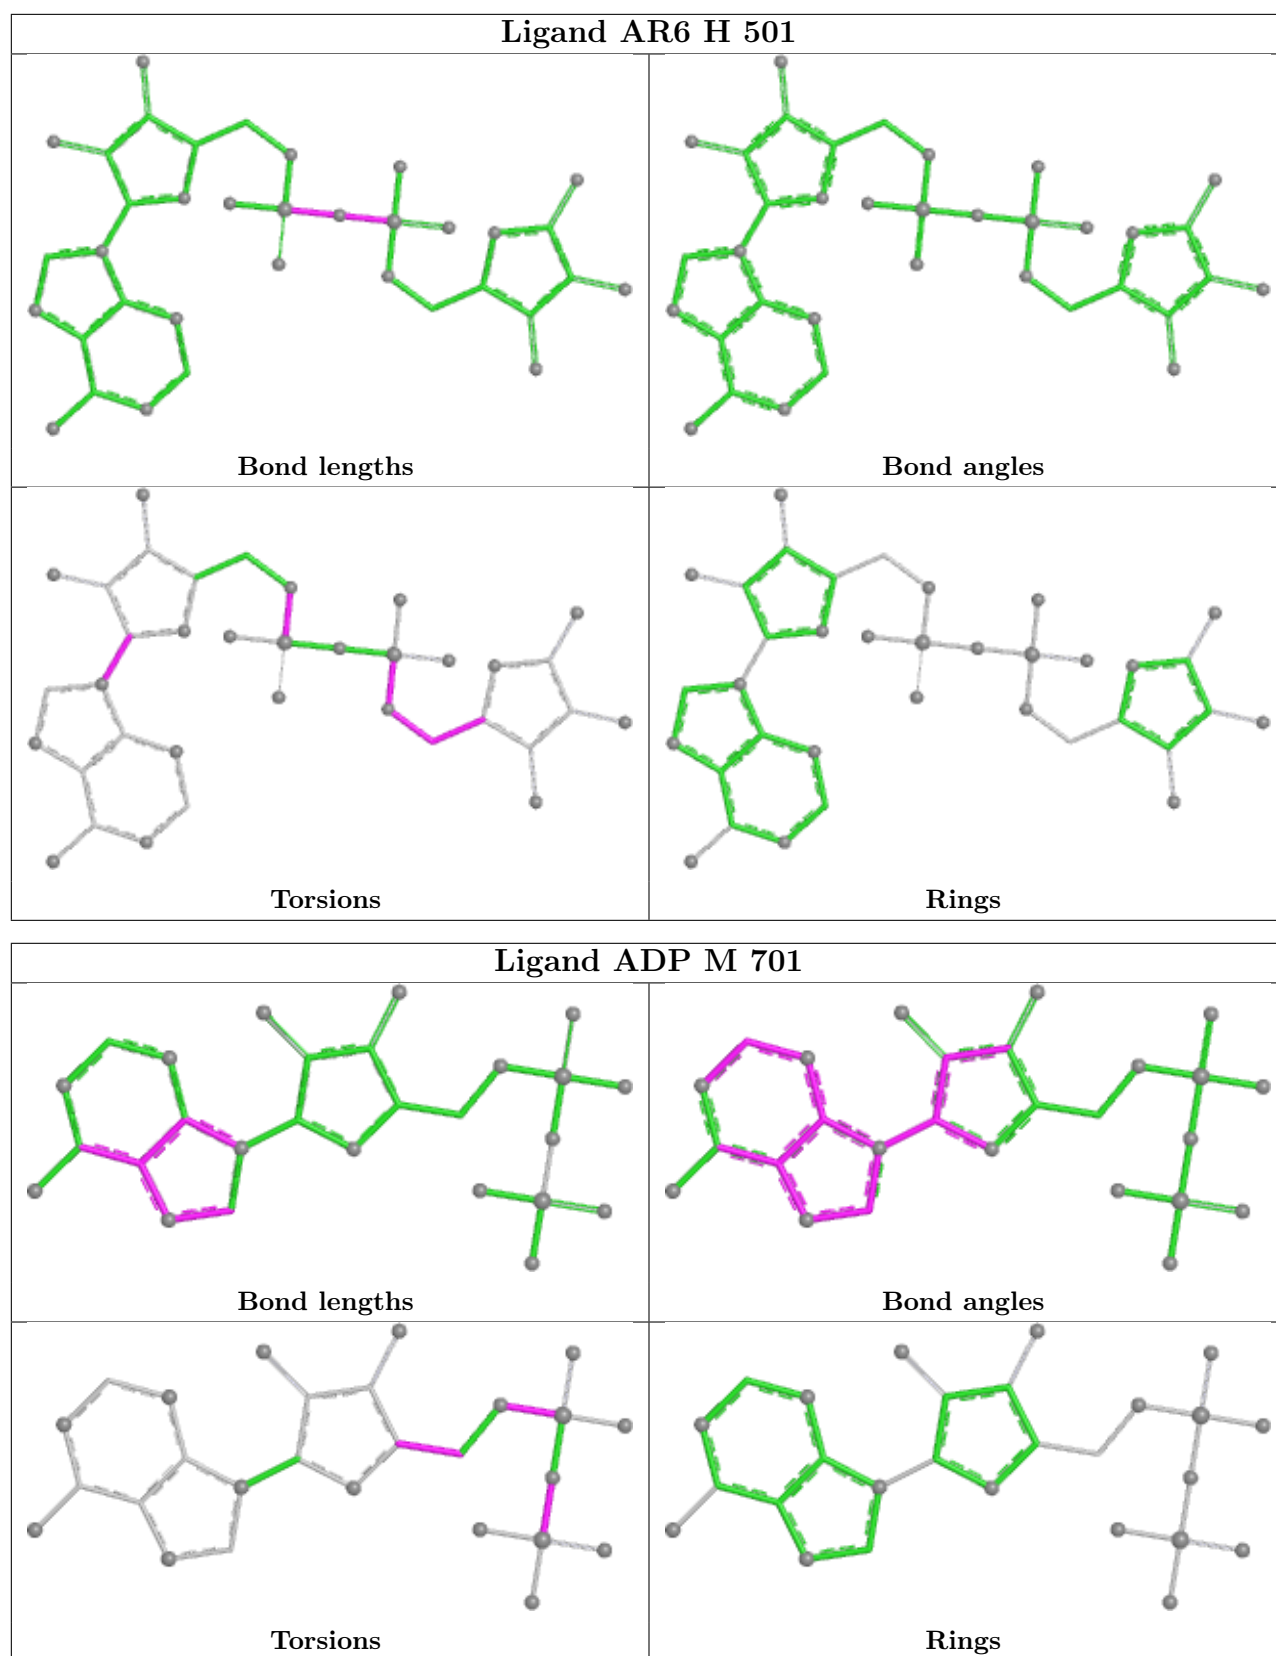 Ligand AR6 H 501
Bond lengths
Bond angles
Torsions
Rings
Ligand ADP M 701
Bond lengths
Bond angles
Torsions
Rings